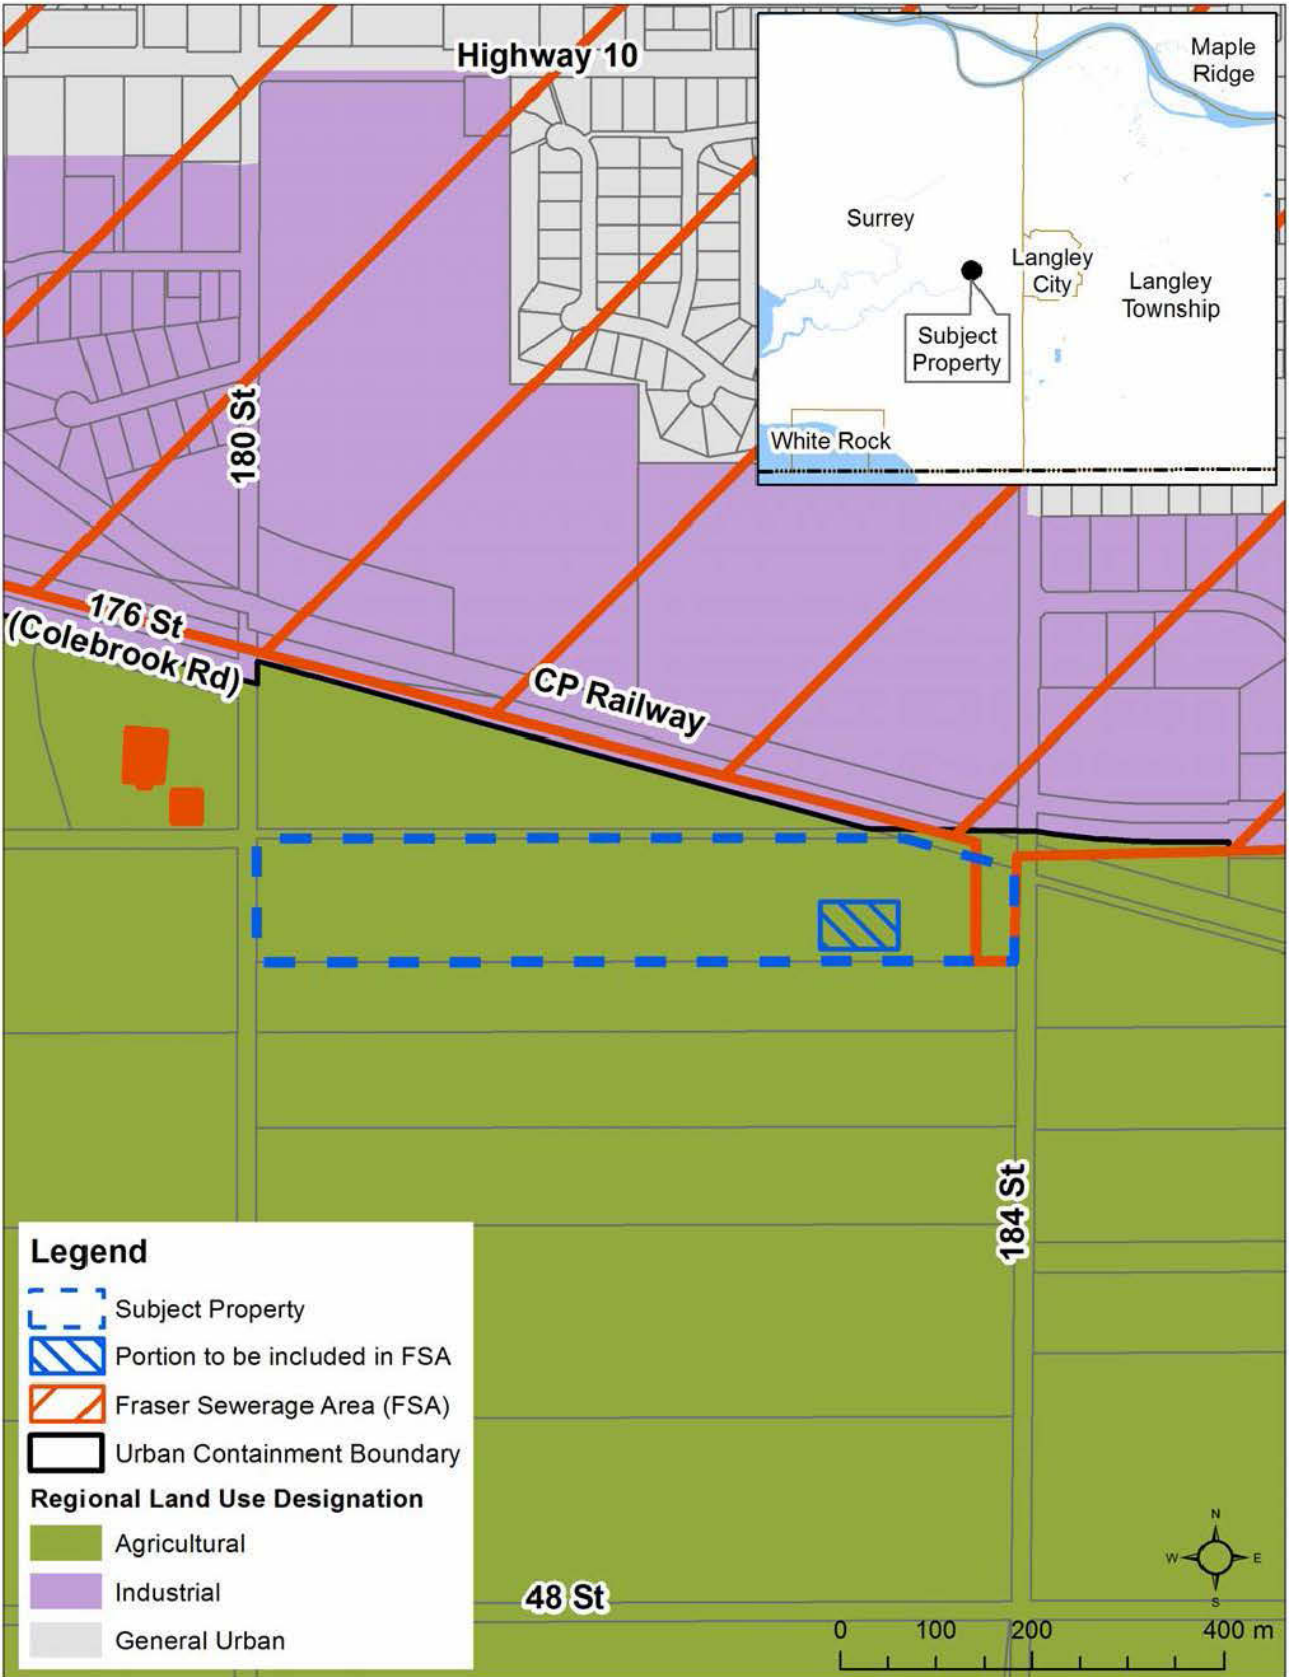 Highway 10
Maple
Ridge
Surrey
Langley
City
Langley
Township
Subject
Property
White Rock
180 St
176 St
(Colebrook Rd)
CP Railway
184 St
Legend
Subject Property
Portion to be included in FSA
Fraser Sewerage Area (FSA)
Urban Containment Boundary
Regional Land Use Designation
Agricultural
Industrial
General Urban
48 St
N
W E
S
0 100 200 400 m